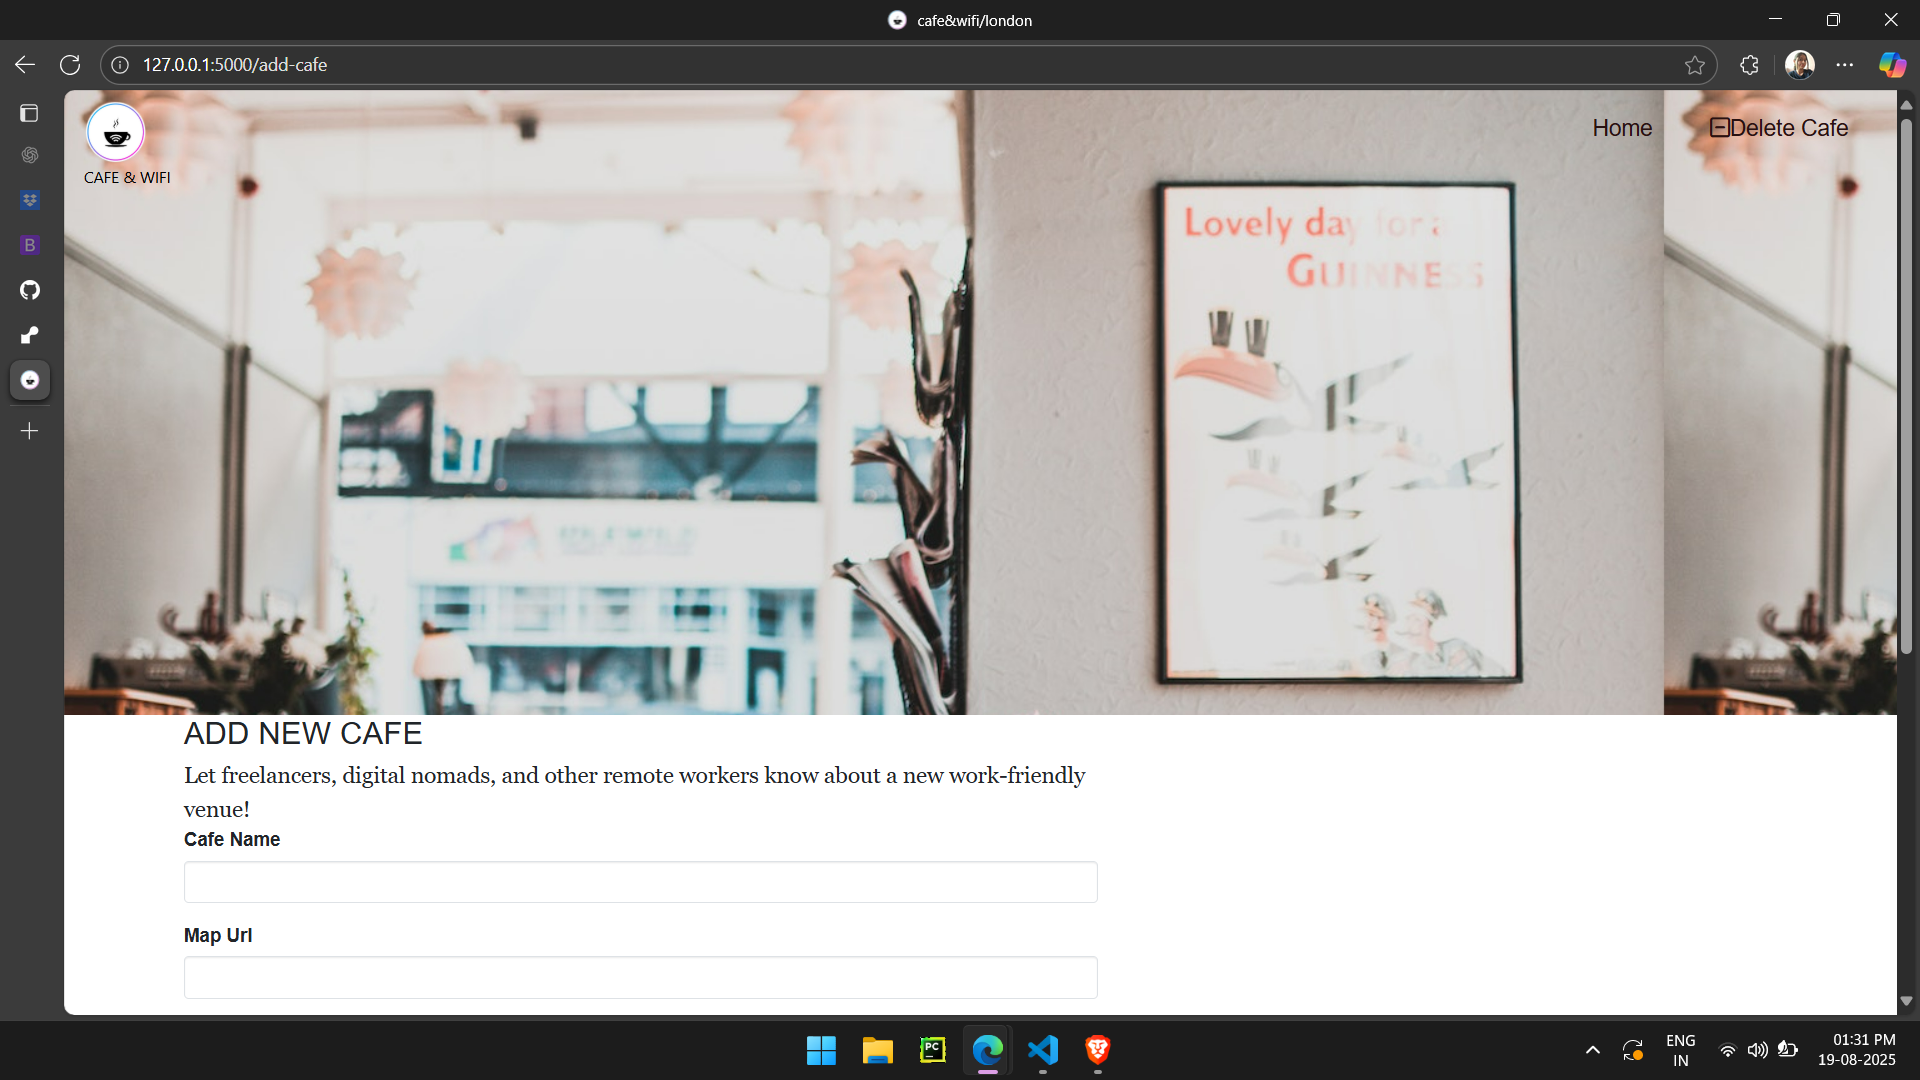 cafe&wifi/london
127.0.0.1:5000/add-cafe
CAFE & WIFI
Home
Delete Cafe
Lovely day for a
GUINNESS
B
ADD NEW CAFE
Let freelancers, digital nomads, and other remote workers know about a new work-friendly
venue!
Cafe Name
Map Url
PC
ENG
IN
01:31 PM
19-08-2025